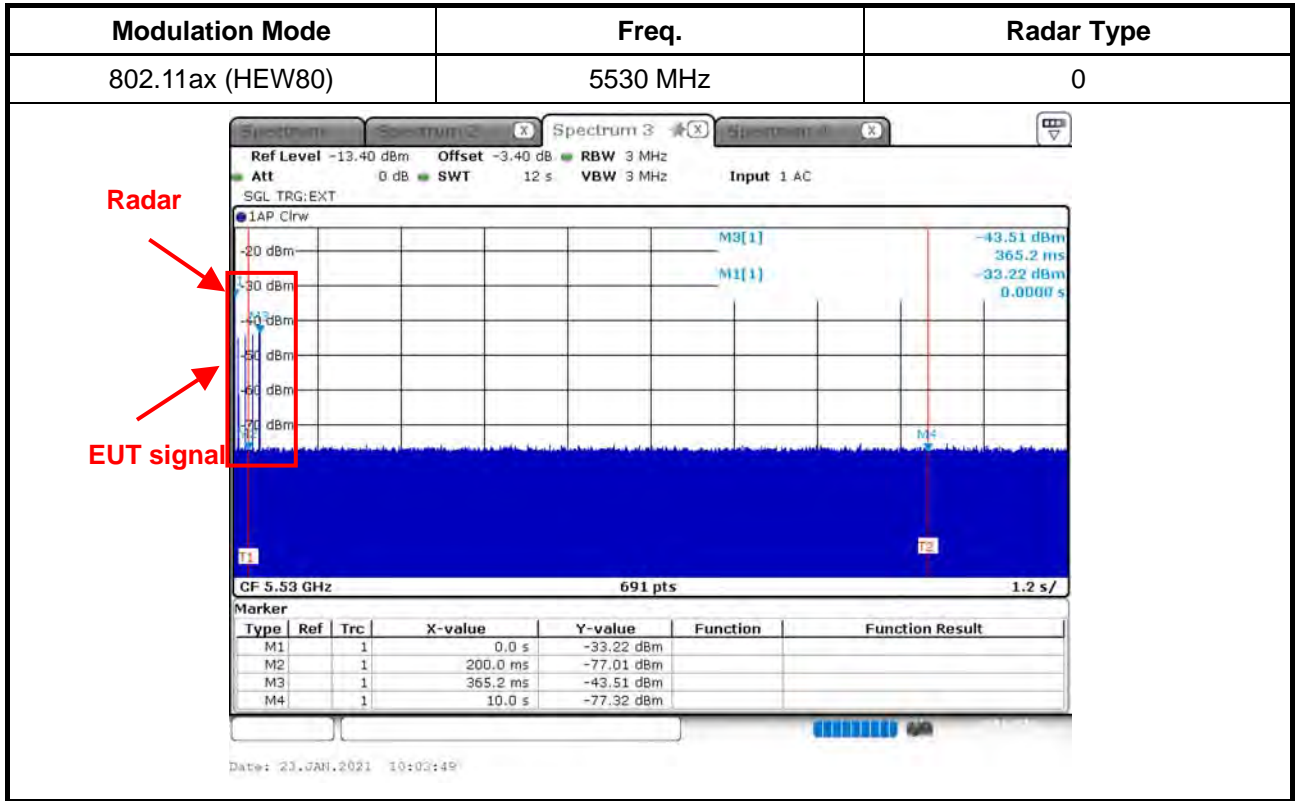 Modulation Mode Freq. Radar Type
802.11ax (HEW80) 5530 MHz 0
Spectrum Spectrum 2 X Spectrum 3 X Spectrum 4 X
Ref Level -13.40 dBm Offset -3.40 dB RBW 3 MHz
Att 0 dB SWT 12 s VBW 3 MHz Input 1 AC
SGL TRG:EXT
1AP Clrw
Radar
M3[1] -43.51 dBm
-20 dBm
365.2 ms
M1[1] -33.22 dBm
-30 dBm
0.0000 s
M3
-40 dBm
-50 dBm
-60 dBm
-70 dBm
M4
EUT signal
T1 T2
CF 5.53 GHz 691 pts 1.2 s/
Marker
Type Ref Trc X-value Y-value Function Function Result
M1 1 0.0 s -33.22 dBm
M2 1 200.0 ms -77.01 dBm
M3 1 365.2 ms -43.51 dBm
M4 1 10.0 s -77.32 dBm
Date: 23.JAN.2021 10:03:49